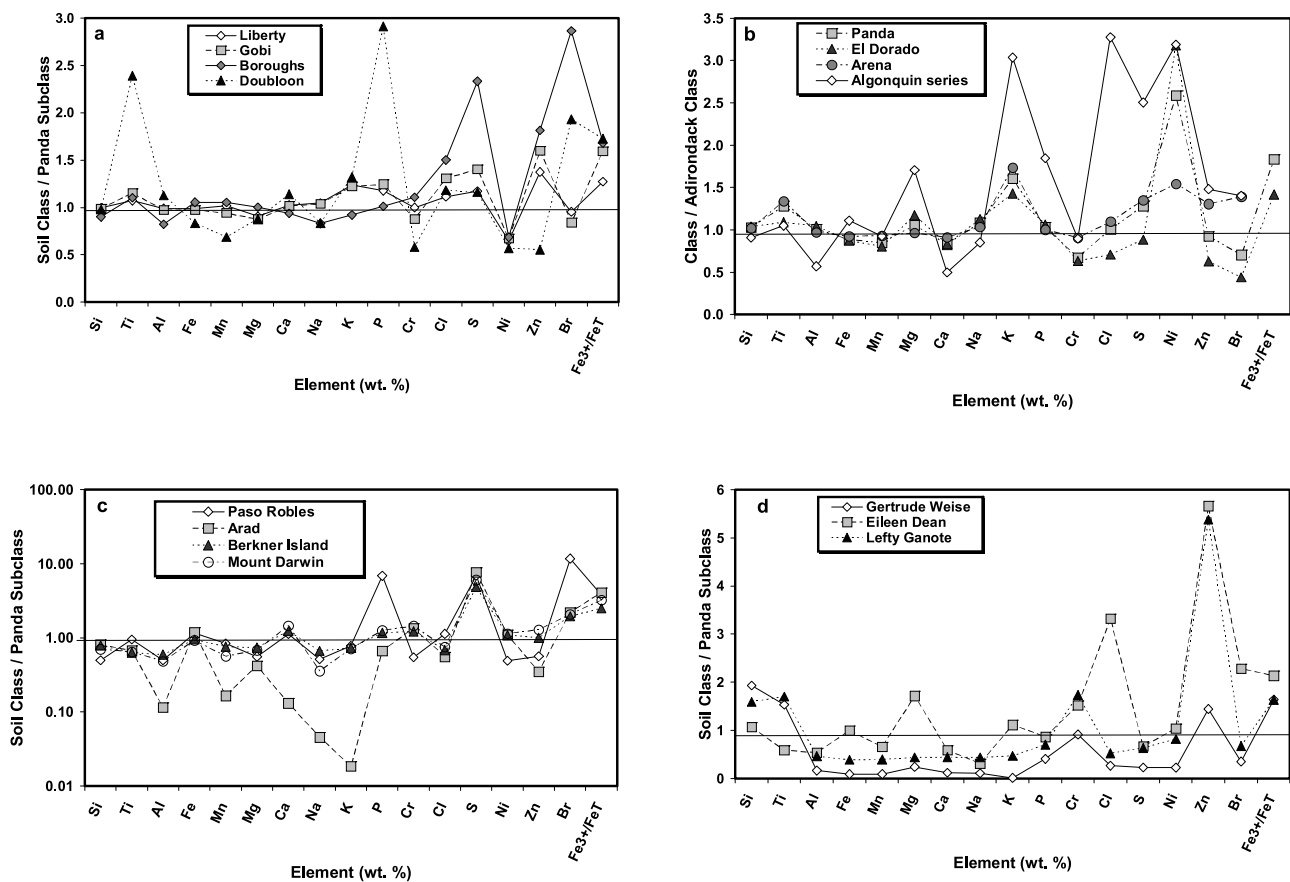 a
Liberty
Gobi
Boroughs
Doubloon
3.0
2.5
2.0
1.5
1.0
0.5
0.0
Soil Class / Panda Subclass
Si Ti Al Fe Mn Mg Ca Na K P Cr Cl S Ni Zn Br Fe3+/FeT
Element (wt. %)
b
Panda
El Dorado
Arena
Algonquin series
3.5
3.0
2.5
2.0
1.5
1.0
0.5
0.0
Class / Adirondack Class
Si Ti Al Fe Mn Mg Ca Na K P Cr Cl S Ni Zn Br Fe3+/FeT
Element (wt. %)
c
Paso Robles
Arad
Berkner Island
Mount Darwin
100.00
10.00
1.00
0.10
0.01
Soil Class / Panda Subclass
Si Ti Al Fe Mn Mg Ca Na K P Cr Cl S Ni Zn Br Fe3+/FeT
Element (wt. %)
d
Gertrude Weise
Eileen Dean
Lefty Ganote
6
5
4
3
2
1
0
Soil Class / Panda Subclass
Si Ti Al Fe Mn Mg Ca Na K P Cr Cl S Ni Zn Br Fe3+/FeT
Element (wt. %)